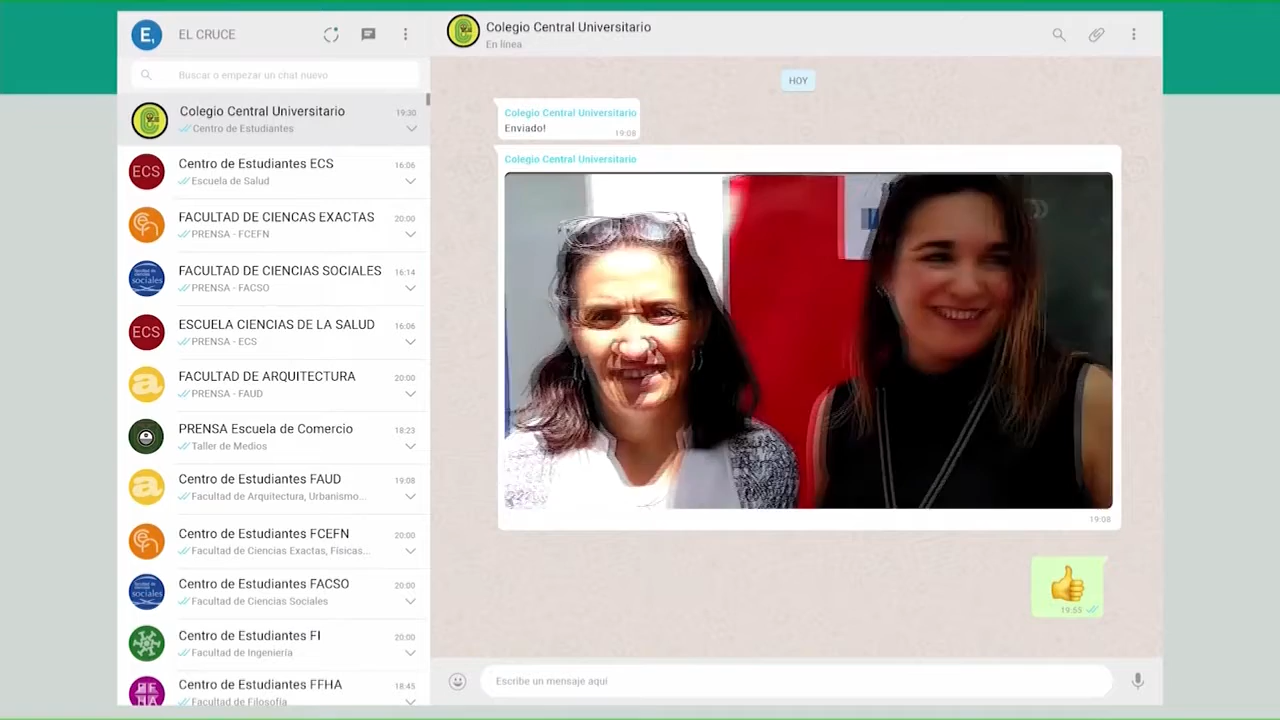 E,
EL CRUCE
Buscar o empezar un chat nuevo
Colegio Central Universitario
19:30
Centro de Estudiantes
ECS
Centro de Estudiantes ECS
16:06
Escuela de Salud
FACULTAD DE CIENCAS EXACTAS
20:00
PRENSA - FCEFN
sociales
FACULTAD DE CIENCIAS SOCIALES
16:14
PRENSA - FACSO
ECS
ESCUELA CIENCIAS DE LA SALUD
16:06
PRENSA - ECS
a
FACULTAD DE ARQUITECTURA
20:00
PRENSA - FAUD
PRENSA Escuela de Comercio
18:23
Taller de Medios
a
Centro de Estudiantes FAUD
19:08
Facultad de Arquitectura, Urbanismo...
Centro de Estudiantes FCEFN
20:00
Facultad de Ciencias Exactas, Físicas...
sociales
Centro de Estudiantes FACSO
20:00
Facultad de Ciencias Sociales
Centro de Estudiantes FI
20:00
Facultad de Ingeniería
Centro de Estudiantes FFHA
18:45
Facultad de Filosofía
Colegio Central Universitario
En línea
HOY
Colegio Central Universitario
Enviado!
19:08
Colegio Central Universitario
19:08
19:55
Escribe un mensaje aquí